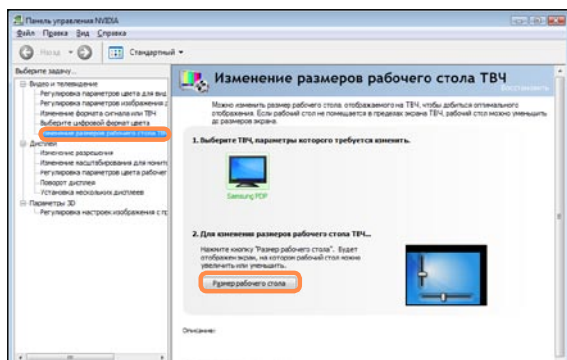 Панель управления NVIDIA
Файл Правка Вид Справка
Назад Стандартный
Выберите задачу...
Видео и телевидение
Регулировка параметров цвета для вид
Регулировка параметров изображения д
Изменение формата сигнала или ТВЧ
Выберите цифровой формат цвета
Изменение размеров рабочего стола ТВЧ
Дисплей
Изменение разрешения
Изменение масштабирования для монито
Регулировка параметров цвета рабочег
Поворот дисплея
Установка нескольких дисплеев
Параметры 3D
Регулировка настроек изображения с пр
Изменение размеров рабочего стола ТВЧ
Восстановить
Можно изменить размер рабочего стола, отображаемого на ТВЧ, чтобы добиться оптимального
отображения. Если рабочий стол не помещается в пределах экрана ТВЧ, рабочий стол можно уменьшить
до размеров экрана.
1. Выберите ТВЧ, параметры которого требуется изменить.
Samsung PDP
2. Для изменения размеров рабочего стола ТВЧ...
Нажмите кнопку "Размер рабочего стола". Будет
отображен экран, на котором рабочий стол можно
увеличить или уменьшить.
Размер рабочего стола
Описание: